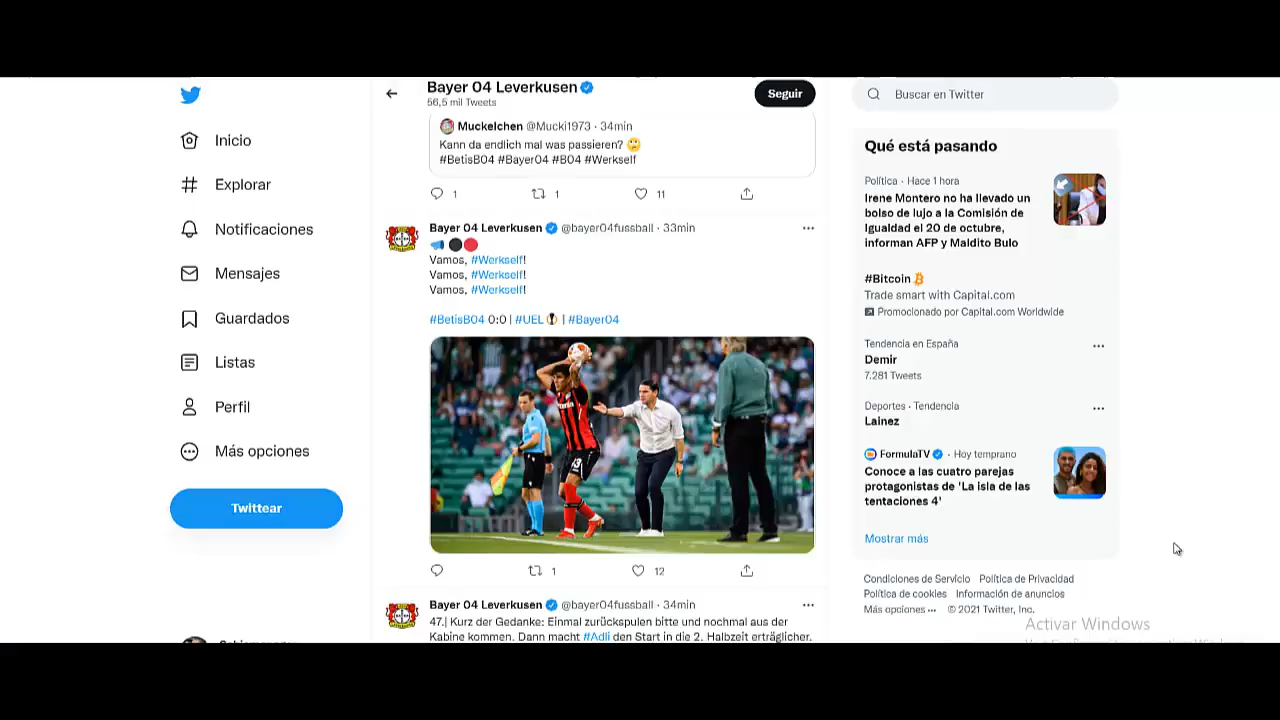 Bayer 04 Leverkusen
56,5 mil Tweets
Seguir
Buscar en Twitter
Inicio
Explorar
Notificaciones
Mensajes
Guardados
Listas
Perfil
Más opciones
Twittear
Muckelchen @Mucki1973 · 34min
Kann da endlich mal was passieren? 🙄
#BetisB04 #Bayer04 #B04 #Werkself
1 1 11
Bayer 04 Leverkusen @bayer04fussball · 33min
📣⚫🔴
Vamos, #Werkself!
Vamos, #Werkself!
Vamos, #Werkself!
#BetisB04 0:0 | #UEL | #Bayer04
1 12
Bayer 04 Leverkusen @bayer04fussball · 34min
47.| Kurz der Gedanke: Einmal zurückspulen bitte und nochmal aus der
Kabine kommen. Dann macht #Adli den Start in die 2. Halbzeit erträglicher.
Qué está pasando
Política · Hace 1 hora
Irene Montero no ha llevado un
bolso de lujo a la Comisión de
Igualdad el 20 de octubre,
informan AFP y Maldito Bulo
#Bitcoin
Trade smart with Capital.com
Promocionado por Capital.com Worldwide
Tendencia en España
Demir
7.281 Tweets
Deportes · Tendencia
Lainez
FormulaTV · Hoy temprano
Conoce a las cuatro parejas
protagonistas de 'La isla de las
tentaciones 4'
Mostrar más
Condiciones de Servicio Política de Privacidad
Política de cookies Información de anuncios
Más opciones ··· © 2021 Twitter, Inc.
Activar Windows